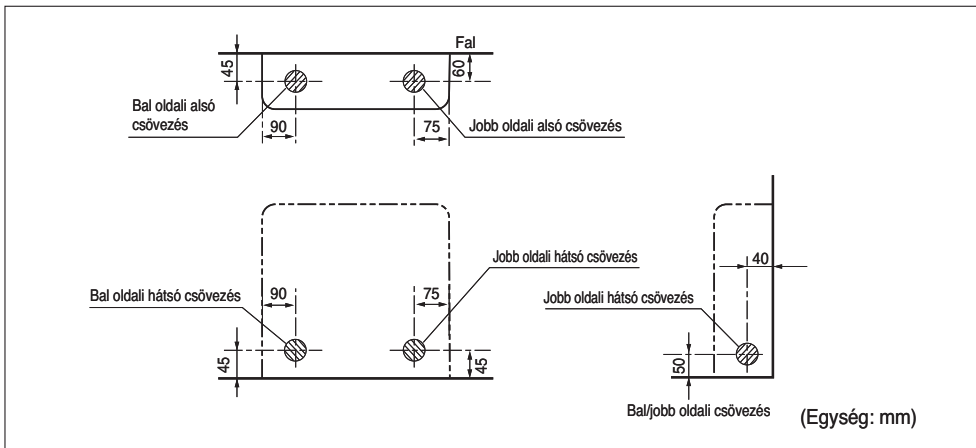 Fal
45
60
Bal oldali alsó
csövezés
90
75
Jobb oldali alsó csövezés
Jobb oldali hátsó csövezés
90
75
40
Bal oldali hátsó csövezés
Jobb oldali hátsó csövezés
45
45
50
Bal/jobb oldali csövezés
(Egység: mm)